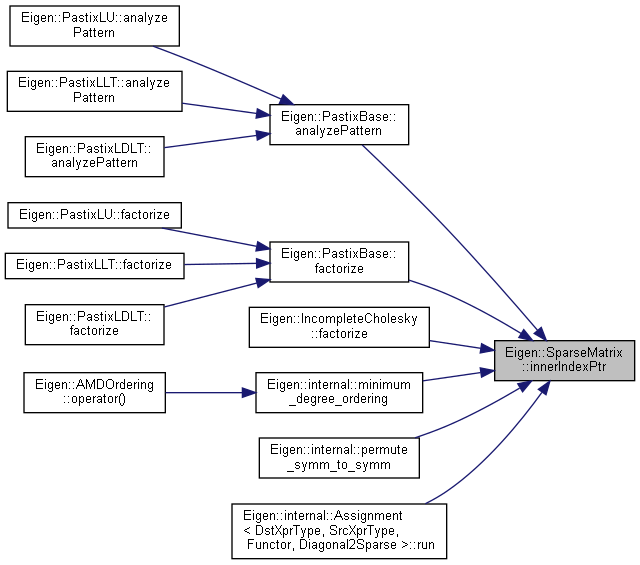 Eigen::PastixLU::analyze
Pattern
Eigen::PastixLLT::analyze
Pattern
Eigen::PastixLDLT::
analyzePattern
Eigen::PastixBase::
analyzePattern
Eigen::PastixLU::factorize
Eigen::PastixLLT::factorize
Eigen::PastixLDLT::
factorize
Eigen::PastixBase::
factorize
Eigen::IncompleteCholesky
::factorize
Eigen::SparseMatrix
::innerIndexPtr
Eigen::AMDOrdering
::operator()
Eigen::internal::minimum
_degree_ordering
Eigen::internal::permute
_symm_to_symm
Eigen::internal::Assignment
< DstXprType, SrcXprType,
Functor, Diagonal2Sparse >::run